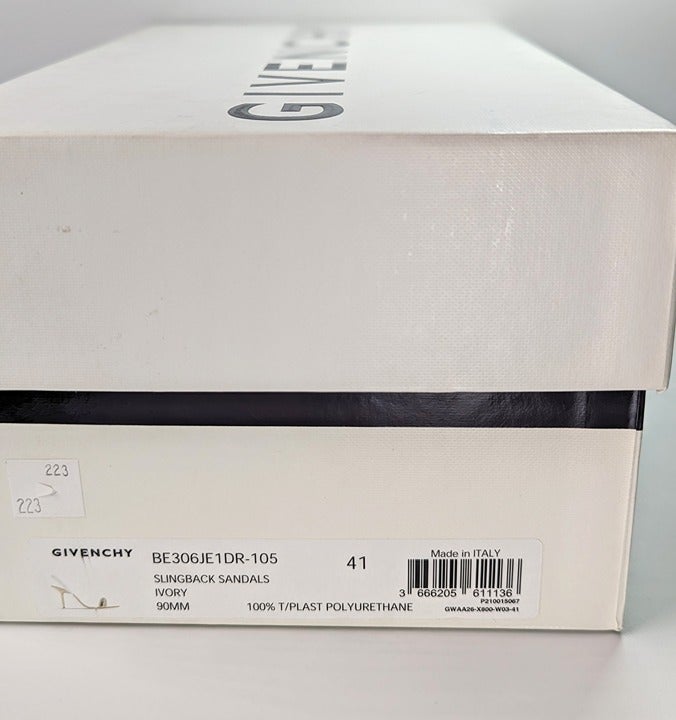 GIVENCHY
223
223
GIVENCHY
BE306JE1DR-105
41
SLINGBACK SANDALS
IVORY
90MM
100% T/PLAST POLYURETHANE
Made in ITALY
3 666205 611136
P210015067
GWAA26-X800-W03-41